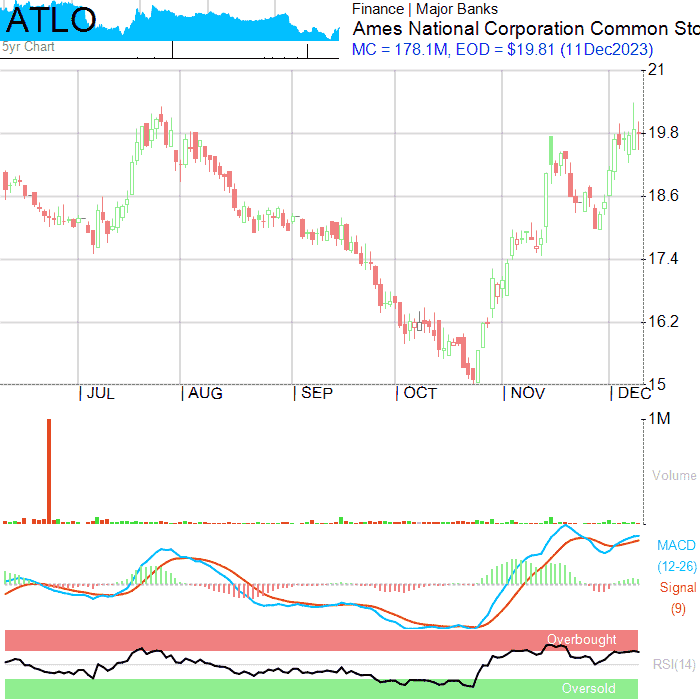 ATLO
5yr Chart
Finance | Major Banks
Ames National Corporation Common Sto
MC = 178.1M, EOD = $19.81 (11Dec2023)
21
19.8
18.6
17.4
16.2
15
JUL AUG SEP OCT NOV DEC
1M
Volume
MACD
(12-26)
Signal
(9)
Overbought
RSI(14)
Oversold